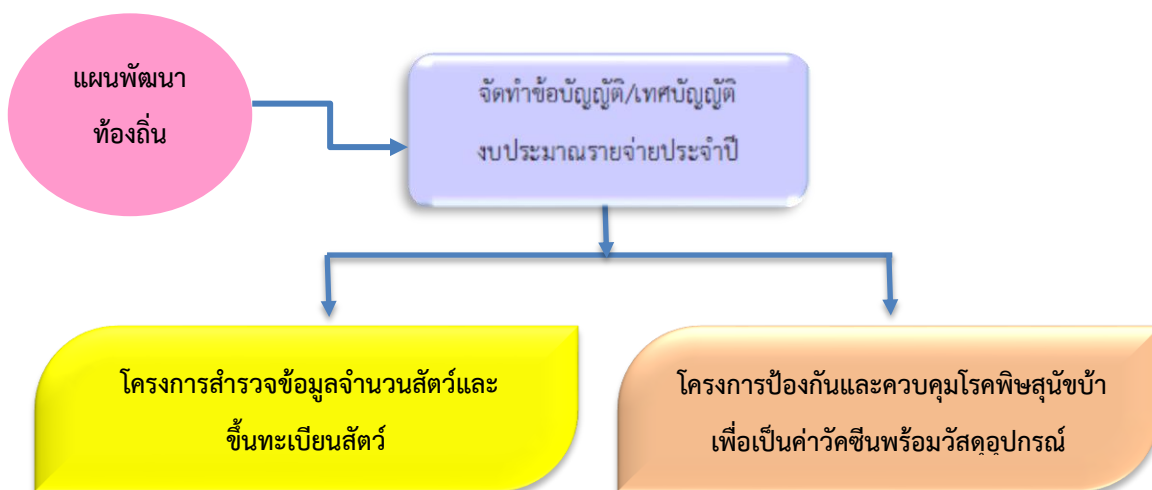 แผนพัฒนา
ท้องถิ่น
จัดทำข้อบัญญัติ/เทศบัญญัติ
งบประมาณรายจ่ายประจำปี
โครงการสำรวจข้อมูลจำนวนสัตว์และ
ขึ้นทะเบียนสัตว์
โครงการป้องกันและควบคุมโรคพิษสุนัขบ้า
เพื่อเป็นค่าวัคซีนพร้อมวัสดุอุปกรณ์